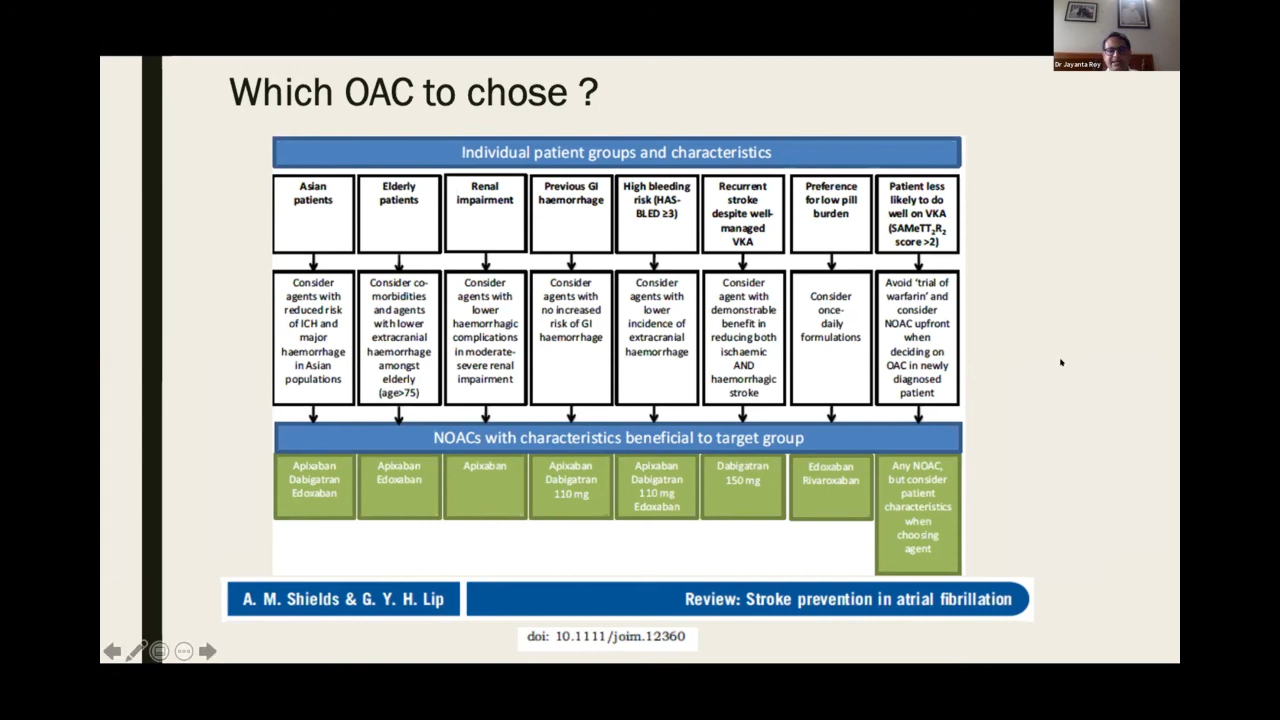 Dr Jayanta Roy
Which OAC to chose ?
Individual patient groups and characteristics
Asian
patients
Elderly
patients
Renal
impairment
Previous GI
haemorrhage
High bleeding
risk (HAS-
BLED ≥3)
Recurrent
stroke
despite well-
managed
VKA
Preference
for low pill
burden
Patient less
likely to do
well on VKA
(SAMeTT₂R₂
score >2)
Consider
agents with
reduced risk
of ICH and
major
haemorrhage
in Asian
populations
Consider co-
morbidities
and agents
with lower
extracranial
haemorrhage
amongst
elderly
(age>75)
Consider
agents with
lower
haemorrhagic
complications
in moderate-
severe renal
impairment
Consider
agents with
no increased
risk of GI
haemorrhage
Consider
agents with
lower
incidence of
extracranial
haemorrhage
Consider
agent with
demonstrable
benefit in
reducing both
ischaemic
AND
haemorrhagic
stroke
Consider
once-
daily
formulations
Avoid 'trial of
warfarin' and
consider
NOAC upfront
when
deciding on
OAC in newly
diagnosed
patient
NOACs with characteristics beneficial to target group
Apixaban
Dabigatran
Edoxaban
Apixaban
Edoxaban
Apixaban
Apixaban
Dabigatran
110 mg
Apixaban
Dabigatran
110 mg
Edoxaban
Dabigatran
150 mg
Edoxaban
Rivaroxaban
Any NOAC,
but consider
patient
characteristics
when
choosing
agent
A. M. Shields & G. Y. H. Lip
Review: Stroke prevention in atrial fibrillation
doi: 10.1111/joim.12360